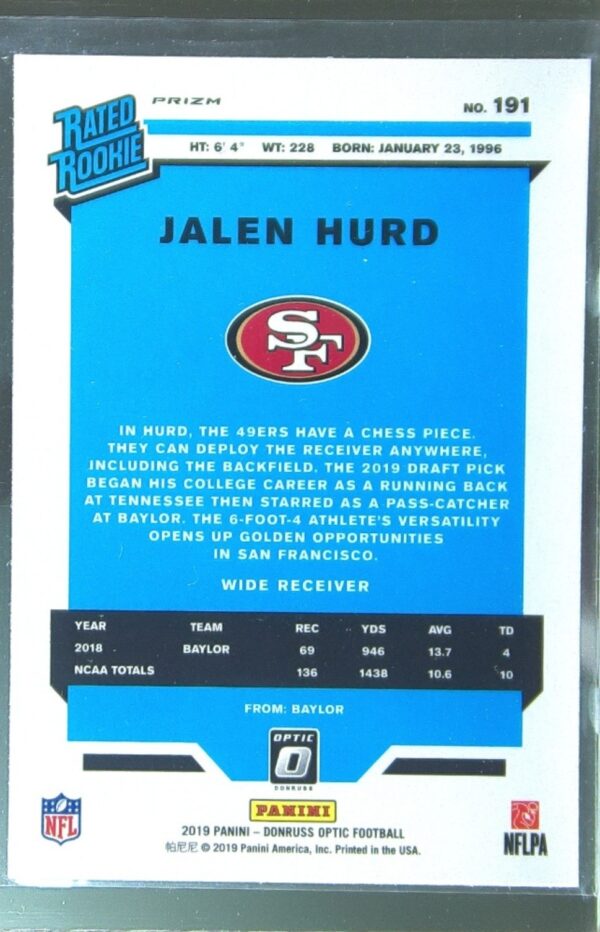 RATED
ROOKIE
PRIZM
NO. 191
HT: 6' 4" WT: 228 BORN: JANUARY 23, 1996
JALEN HURD
SF
IN HURD, THE 49ERS HAVE A CHESS PIECE.
THEY CAN DEPLOY THE RECEIVER ANYWHERE,
INCLUDING THE BACKFIELD. THE 2019 DRAFT PICK
BEGAN HIS COLLEGE CAREER AS A RUNNING BACK
AT TENNESSEE THEN STARRED AS A PASS-CATCHER
AT BAYLOR. THE 6-FOOT-4 ATHLETE'S VERSATILITY
OPENS UP GOLDEN OPPORTUNITIES
IN SAN FRANCISCO.
WIDE RECEIVER
YEAR TEAM REC YDS AVG TD
2018 BAYLOR 69 946 13.7 4
NCAA TOTALS 136 1438 10.6 10
FROM: BAYLOR
OPTIC
O
DONRUSS
PANINI
NFL
2019 PANINI – DONRUSS OPTIC FOOTBALL
帕尼尼 © 2019 Panini America, Inc. Printed in the USA.
NFLPA